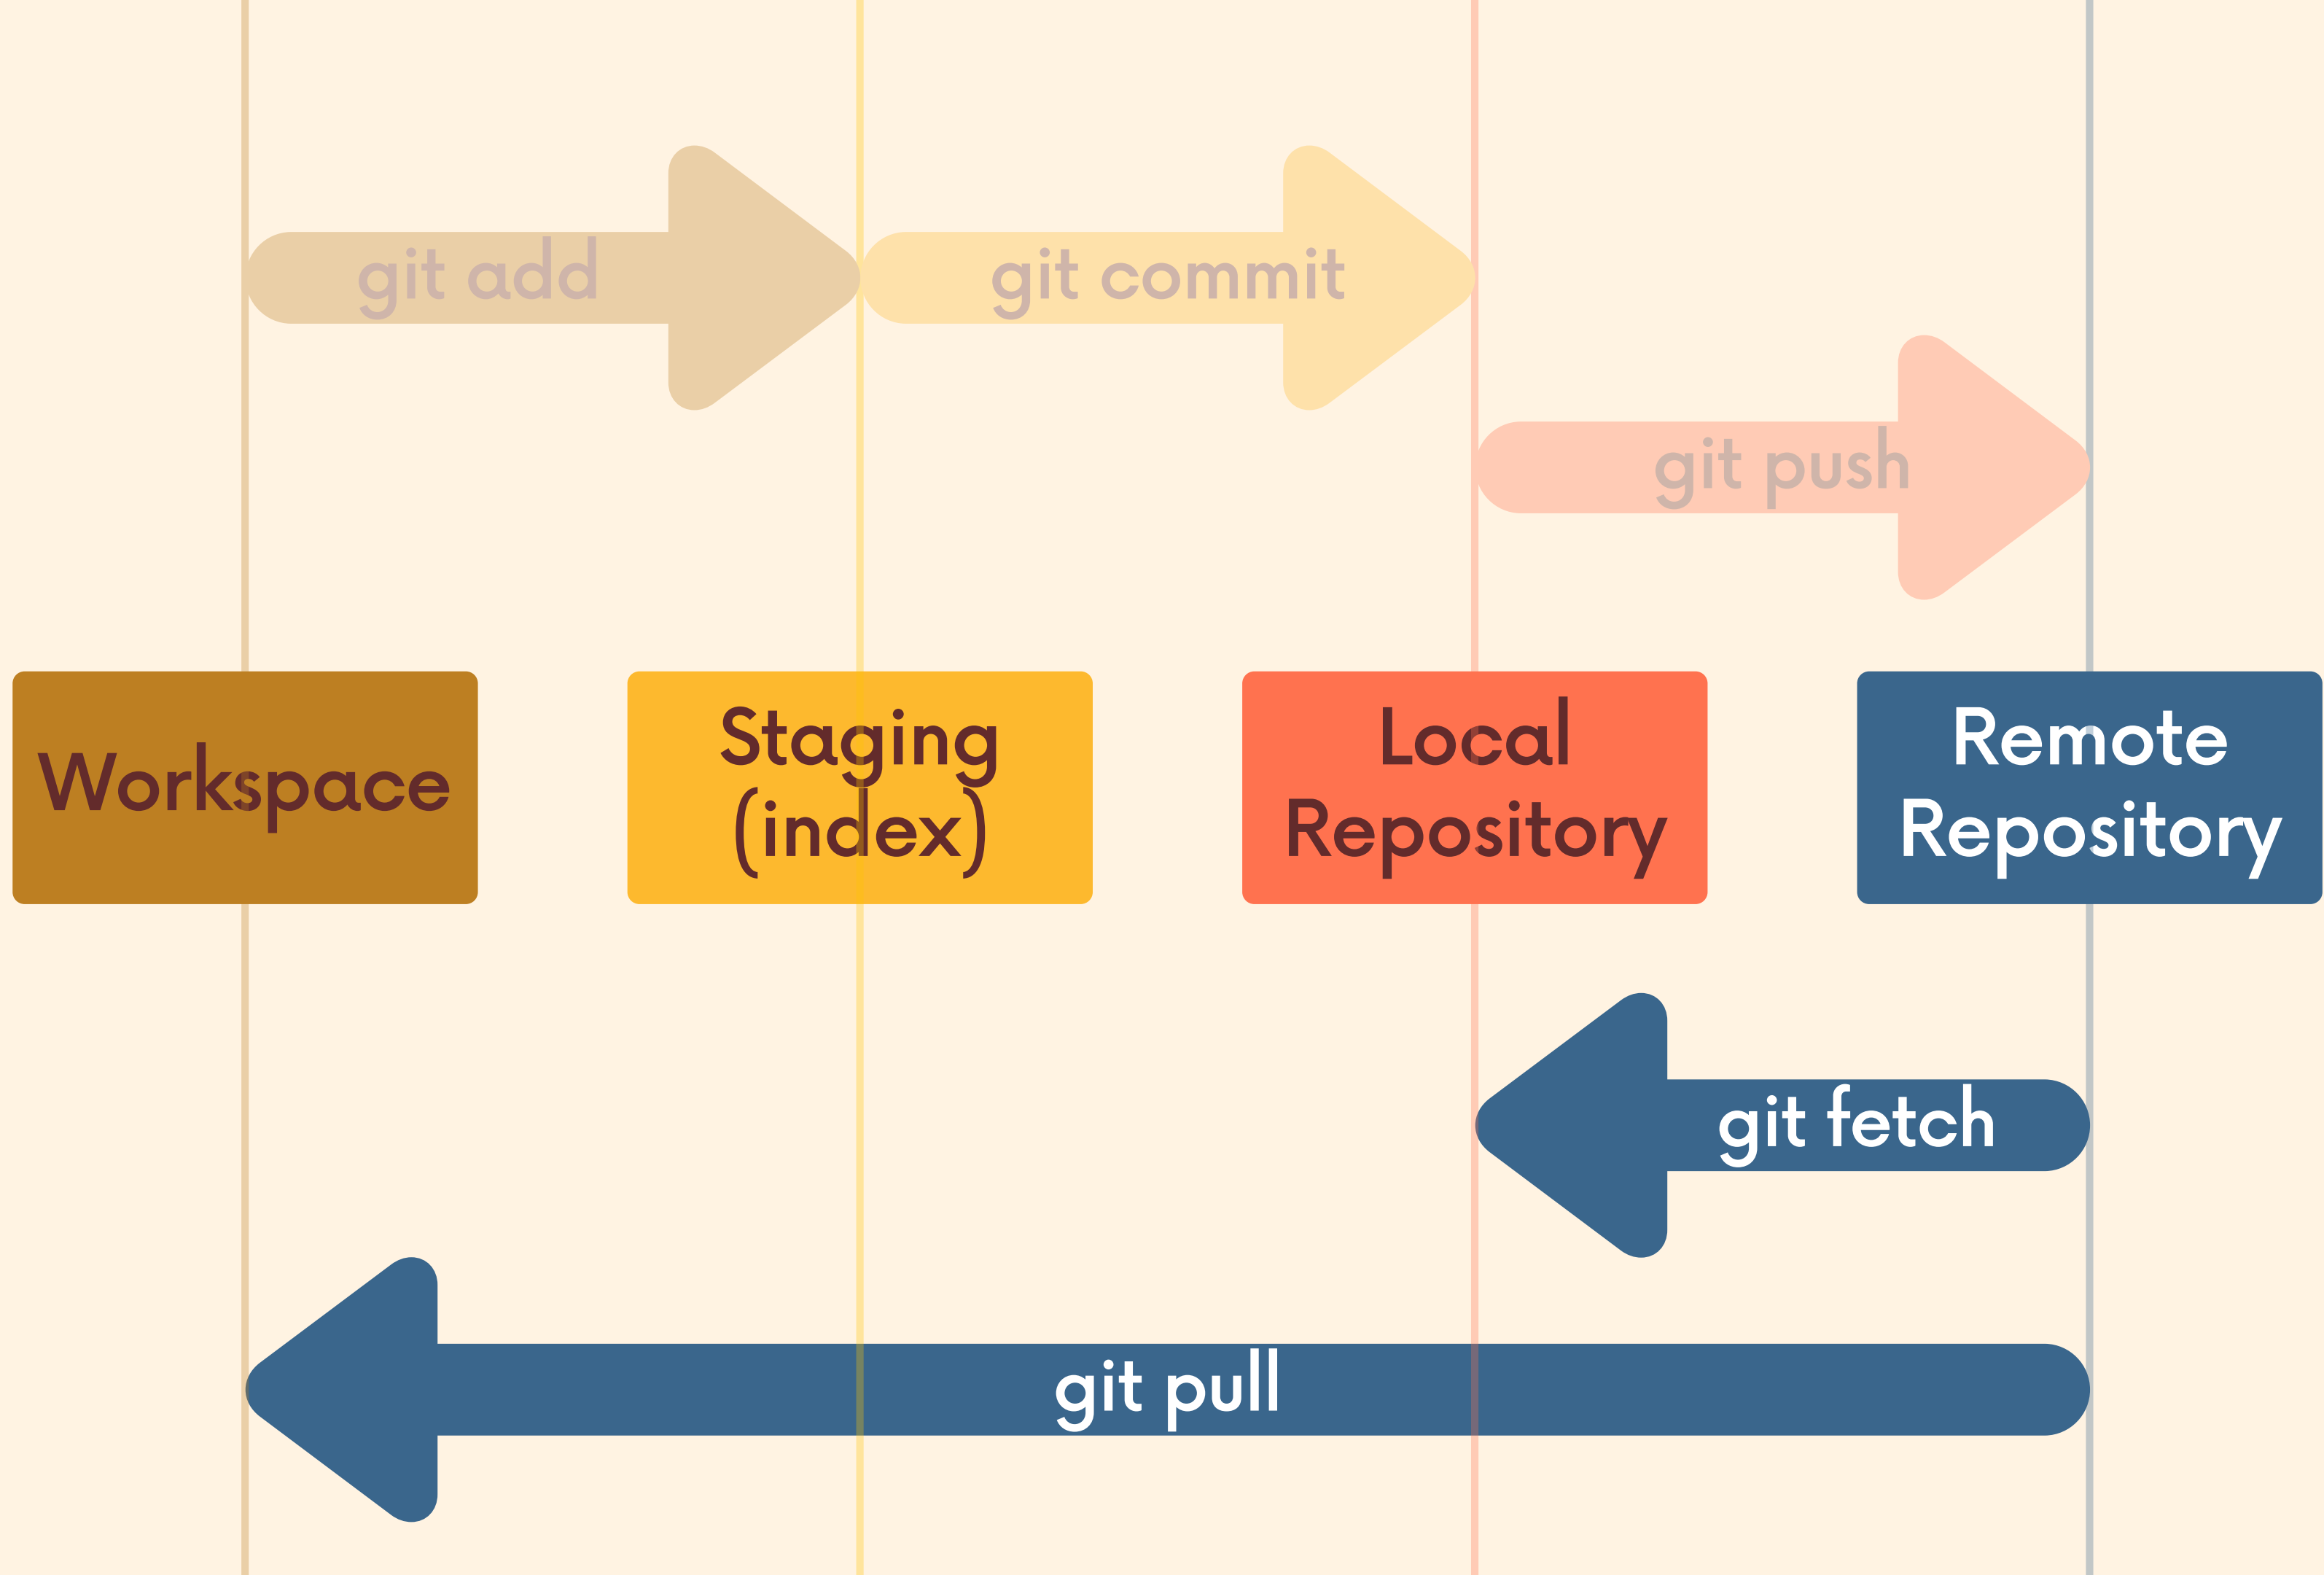 git add
git commit
git push
Workspace
Staging
(index)
Local
Repository
Remote
Repository
git fetch
git pull